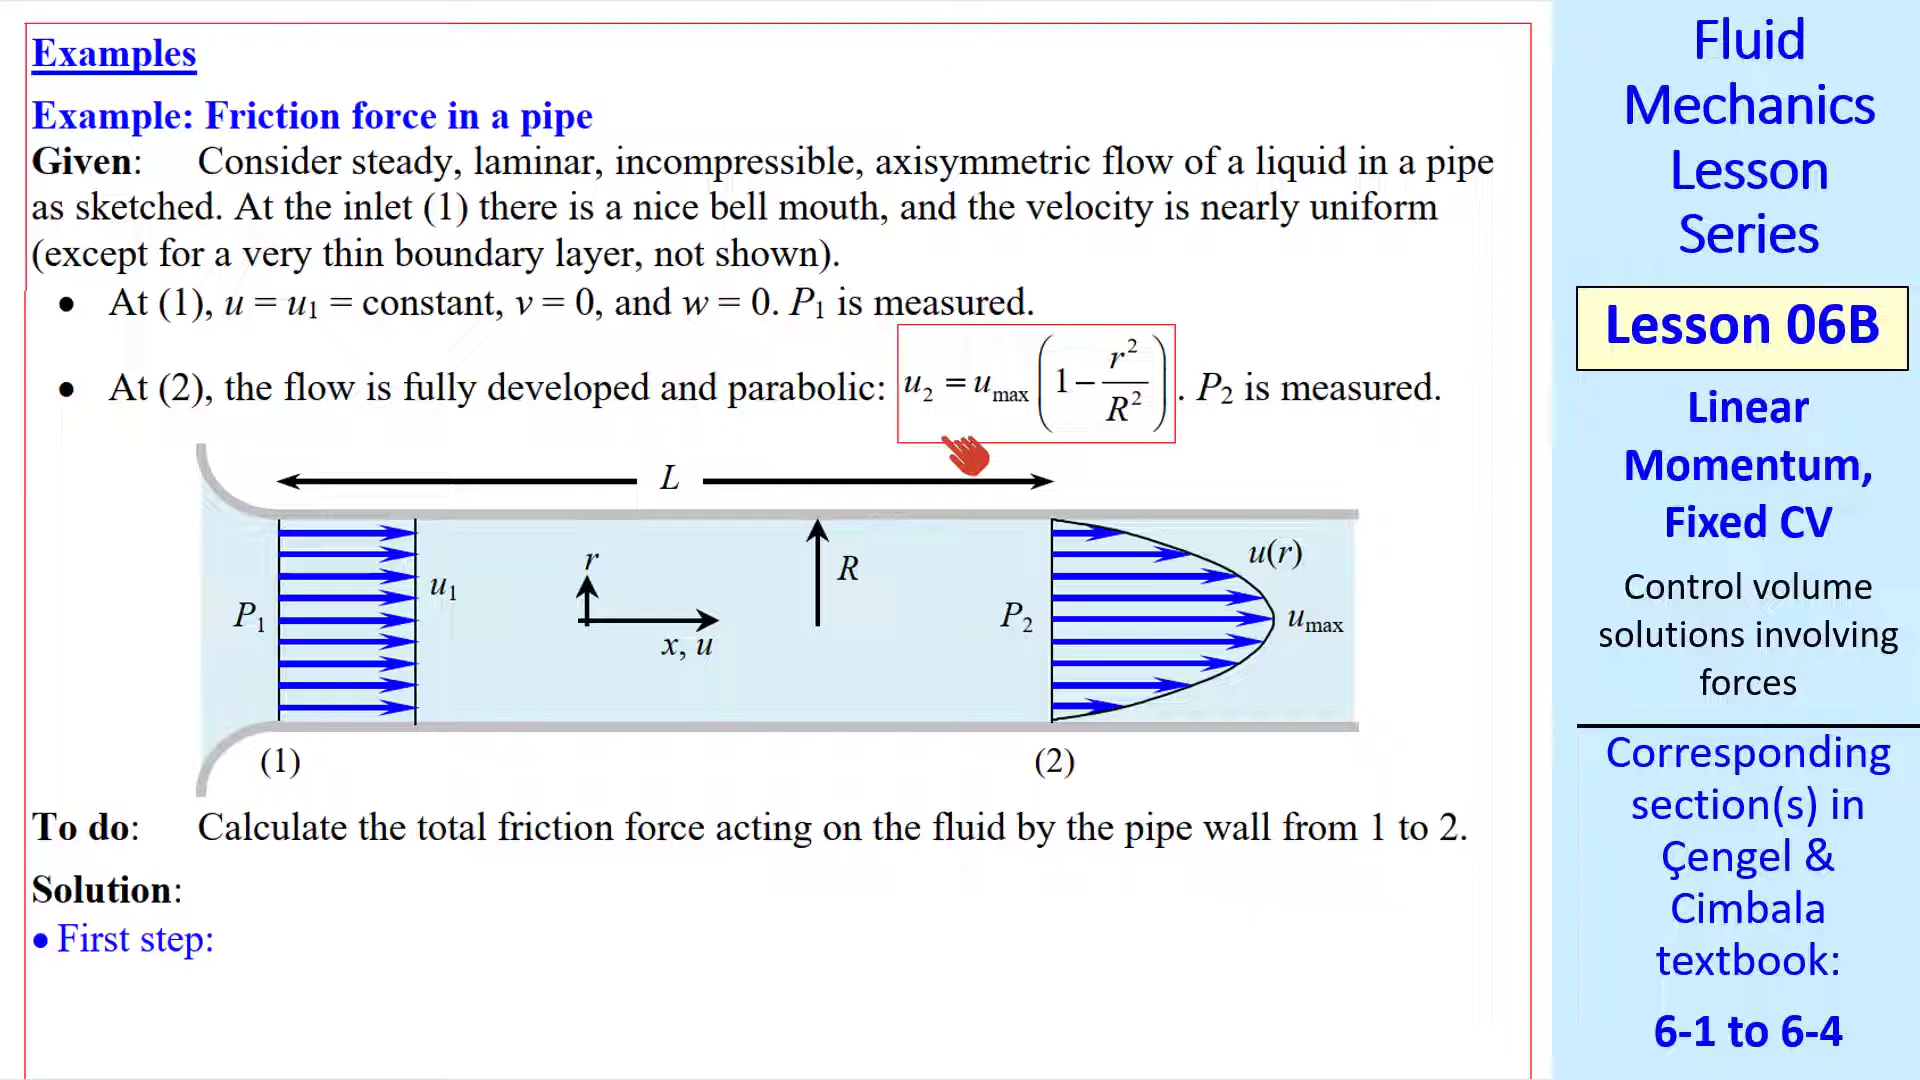 Examples
Example: Friction force in a pipe
Given: Consider steady, laminar, incompressible, axisymmetric flow of a liquid in a pipe
as sketched. At the inlet (1) there is a nice bell mouth, and the velocity is nearly uniform
(except for a very thin boundary layer, not shown).
• At (1), u = u₁ = constant, v = 0, and w = 0. P₁ is measured.
• At (2), the flow is fully developed and parabolic: u₂ = u_max (1 − r²/R²). P₂ is measured.
L
r
R
u(r)
u₁
P₁
P₂
u_max
x, u
(1)
(2)
To do: Calculate the total friction force acting on the fluid by the pipe wall from 1 to 2.
Solution:
• First step:
Fluid
Mechanics
Lesson
Series
Lesson 06B
Linear
Momentum,
Fixed CV
Control volume
solutions involving
forces
Corresponding
section(s) in
Çengel &
Cimbala
textbook:
6-1 to 6-4